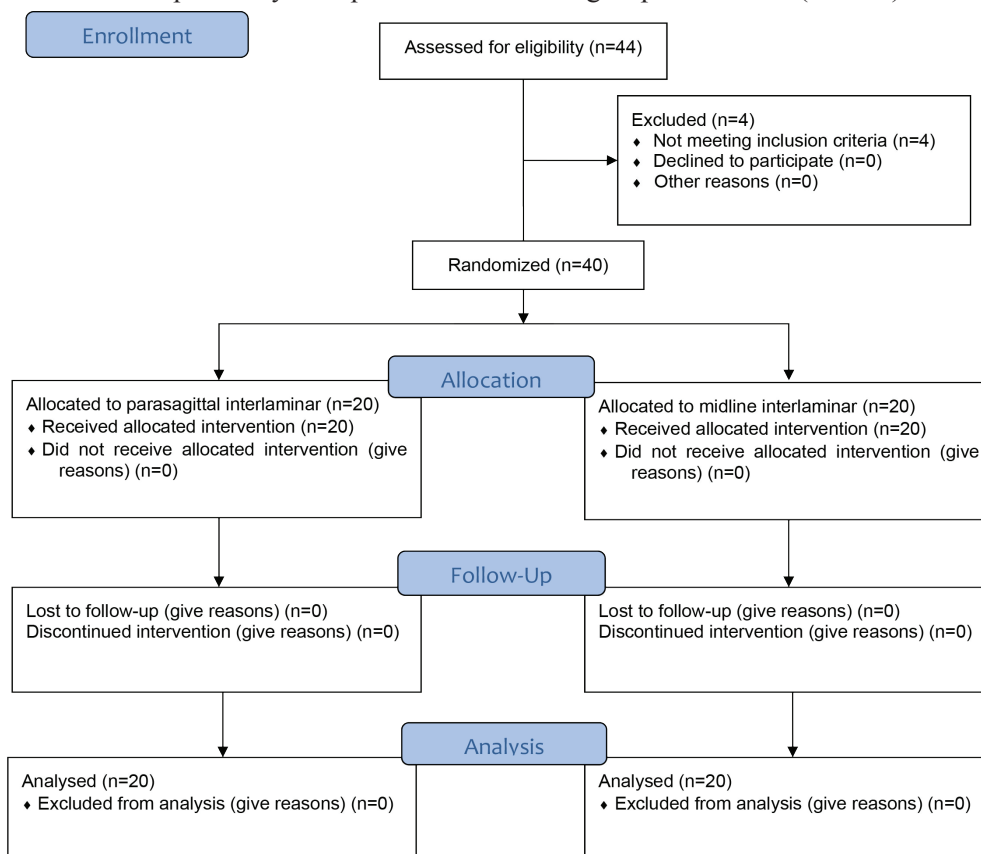 Enrollment
Assessed for eligibility (n=44)
Excluded (n=4)
♦ Not meeting inclusion criteria (n=4)
♦ Declined to participate (n=0)
♦ Other reasons (n=0)
Randomized (n=40)
Allocation
Allocated to parasagittal interlaminar (n=20)
♦ Received allocated intervention (n=20)
♦ Did not receive allocated intervention (give
reasons) (n=0)
Allocated to midline interlaminar (n=20)
♦ Received allocated intervention (n=20)
♦ Did not receive allocated intervention (give
reasons) (n=0)
Follow-Up
Lost to follow-up (give reasons) (n=0)
Discontinued intervention (give reasons) (n=0)
Lost to follow-up (give reasons) (n=0)
Discontinued intervention (give reasons) (n=0)
Analysis
Analysed (n=20)
♦ Excluded from analysis (give reasons) (n=0)
Analysed (n=20)
♦ Excluded from analysis (give reasons) (n=0)